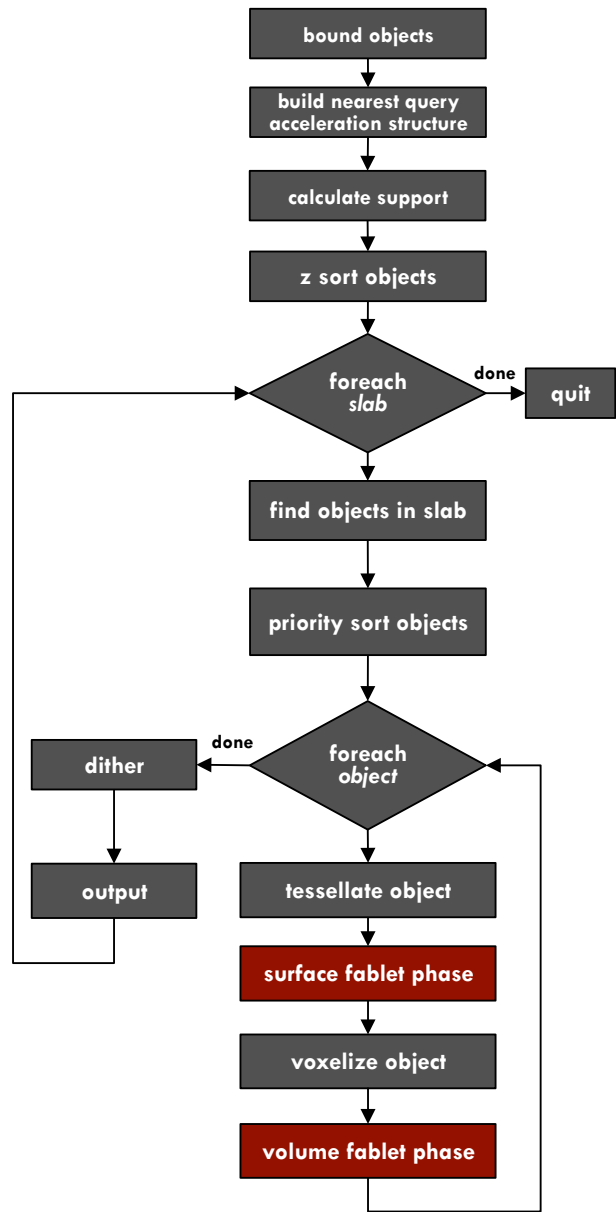 bound objects
build nearest query
acceleration structure
calculate support
z sort objects
foreach
slab
done
quit
find objects in slab
priority sort objects
foreach
object
done
dither
output
tessellate object
surface fablet phase
voxelize object
volume fablet phase